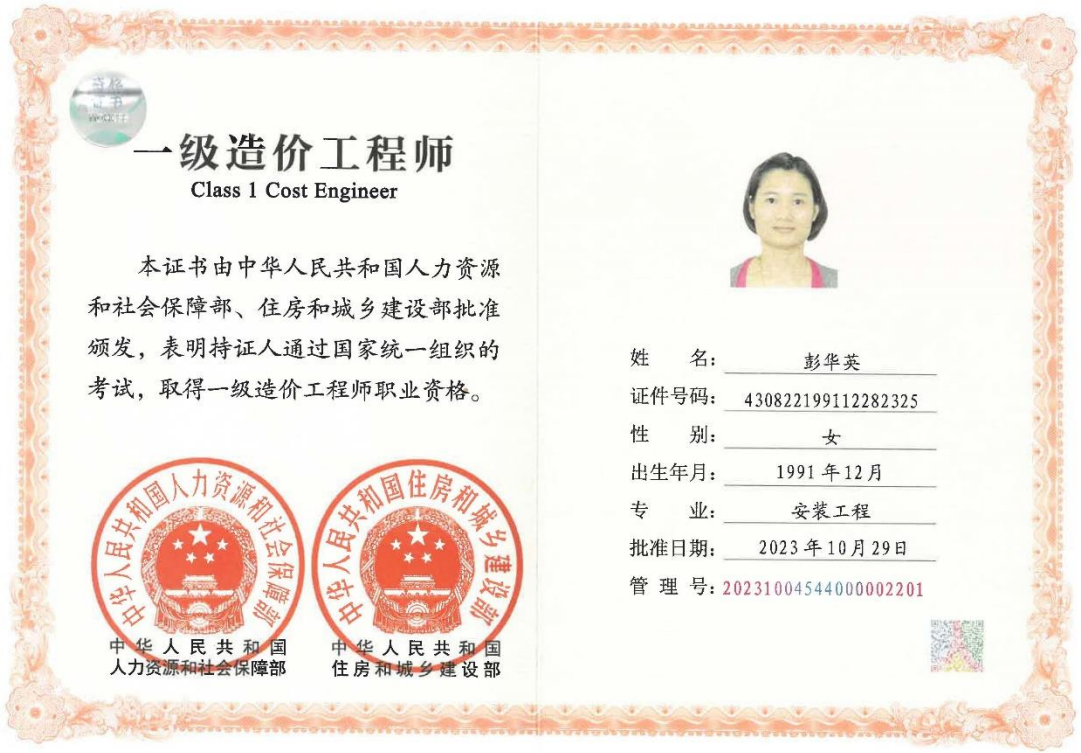 一级造价工程师
Class 1 Cost Engineer
本证书由中华人民共和国人力资源
和社会保障部、住房和城乡建设部批准
颁发，表明持证人通过国家统一组织的
考试，取得一级造价工程师职业资格。
中华人民共和国人力资源和社会保障部
中华人民共和国住房和城乡建设部
中华人民共和国
人力资源和社会保障部
中华人民共和国
住房和城乡建设部
姓名：彭华英
证件号码：430822199112282325
性别：女
出生年月：1991年12月
专业：安装工程
批准日期：2023年10月29日
管理号：20231004544000002201